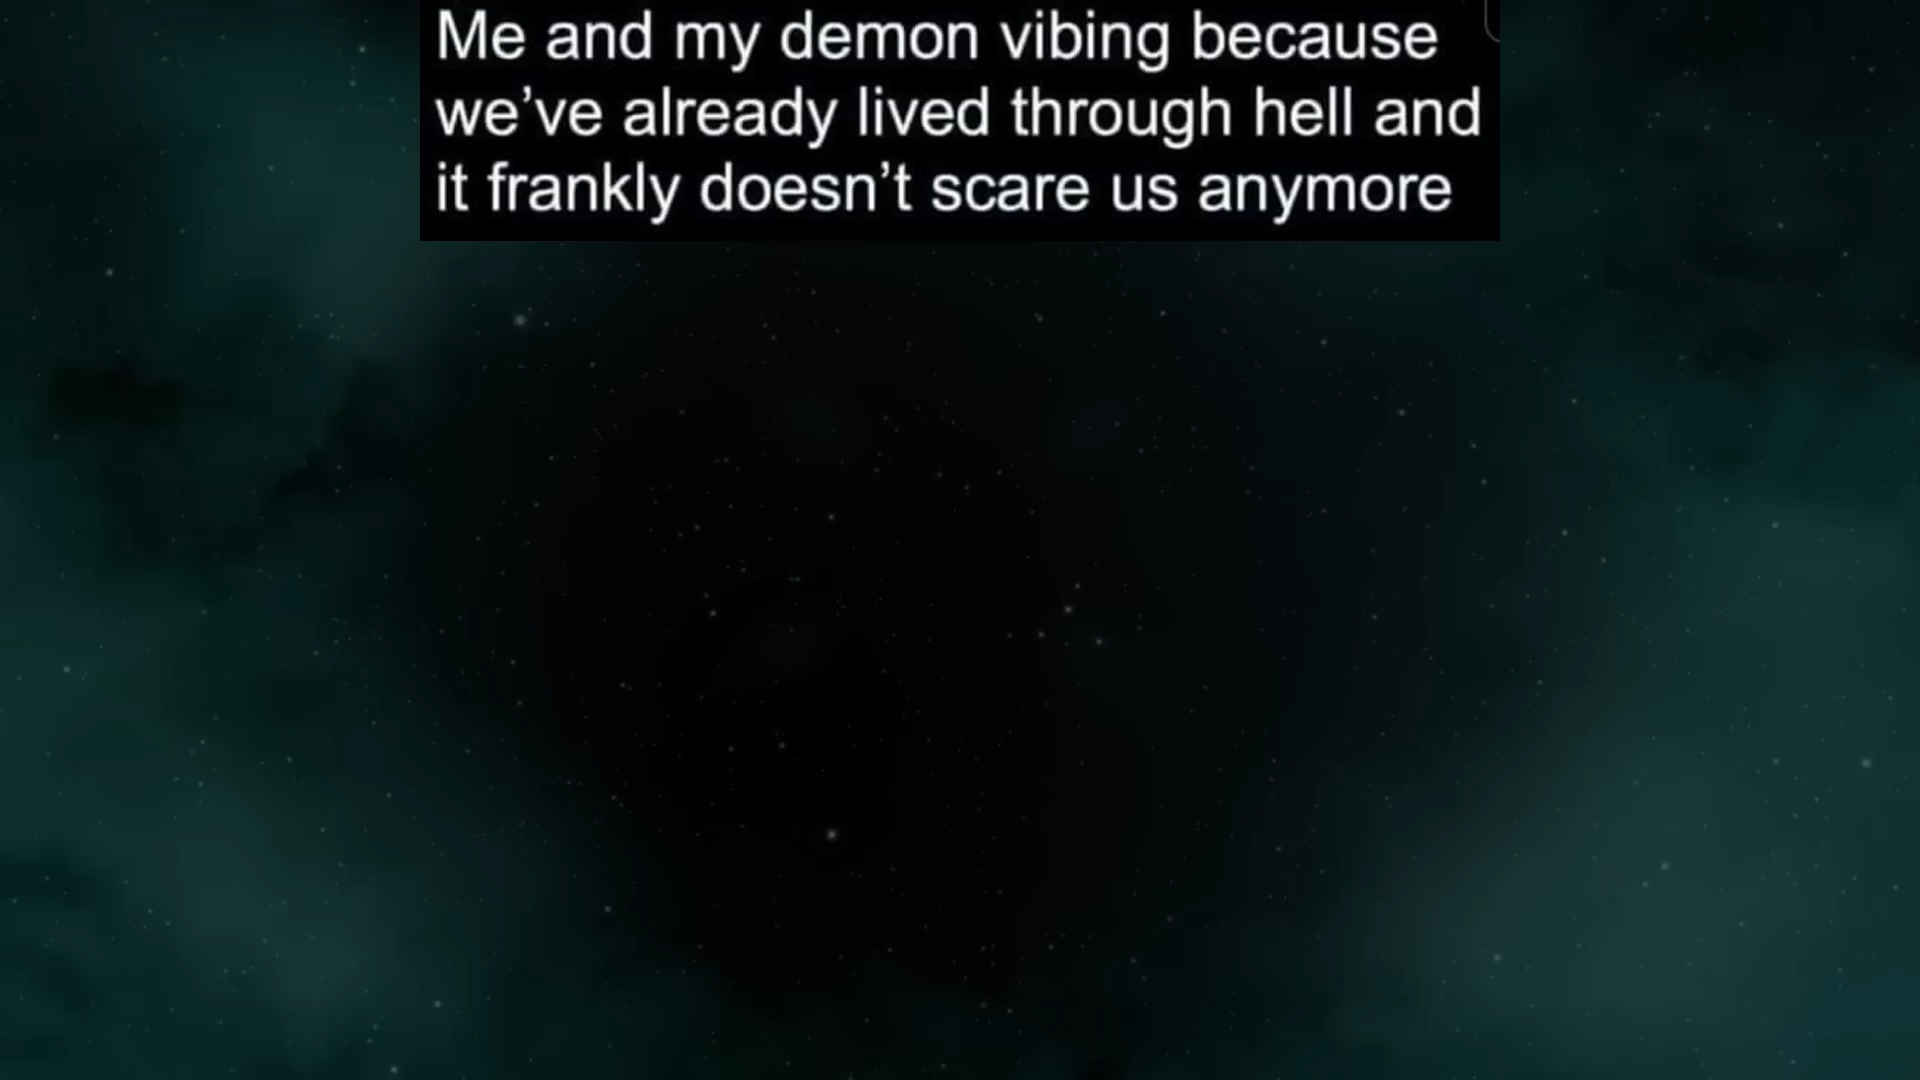 Me and my demon vibing because
we’ve already lived through hell and
it frankly doesn’t scare us anymore